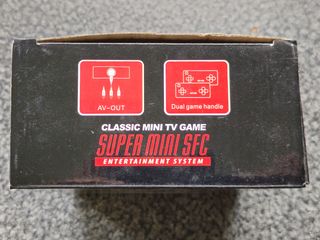 AV-OUT
Dual game handle
CLASSIC MINI TV GAME
SUPER MINI SFC
ENTERTAINMENT SYSTEM